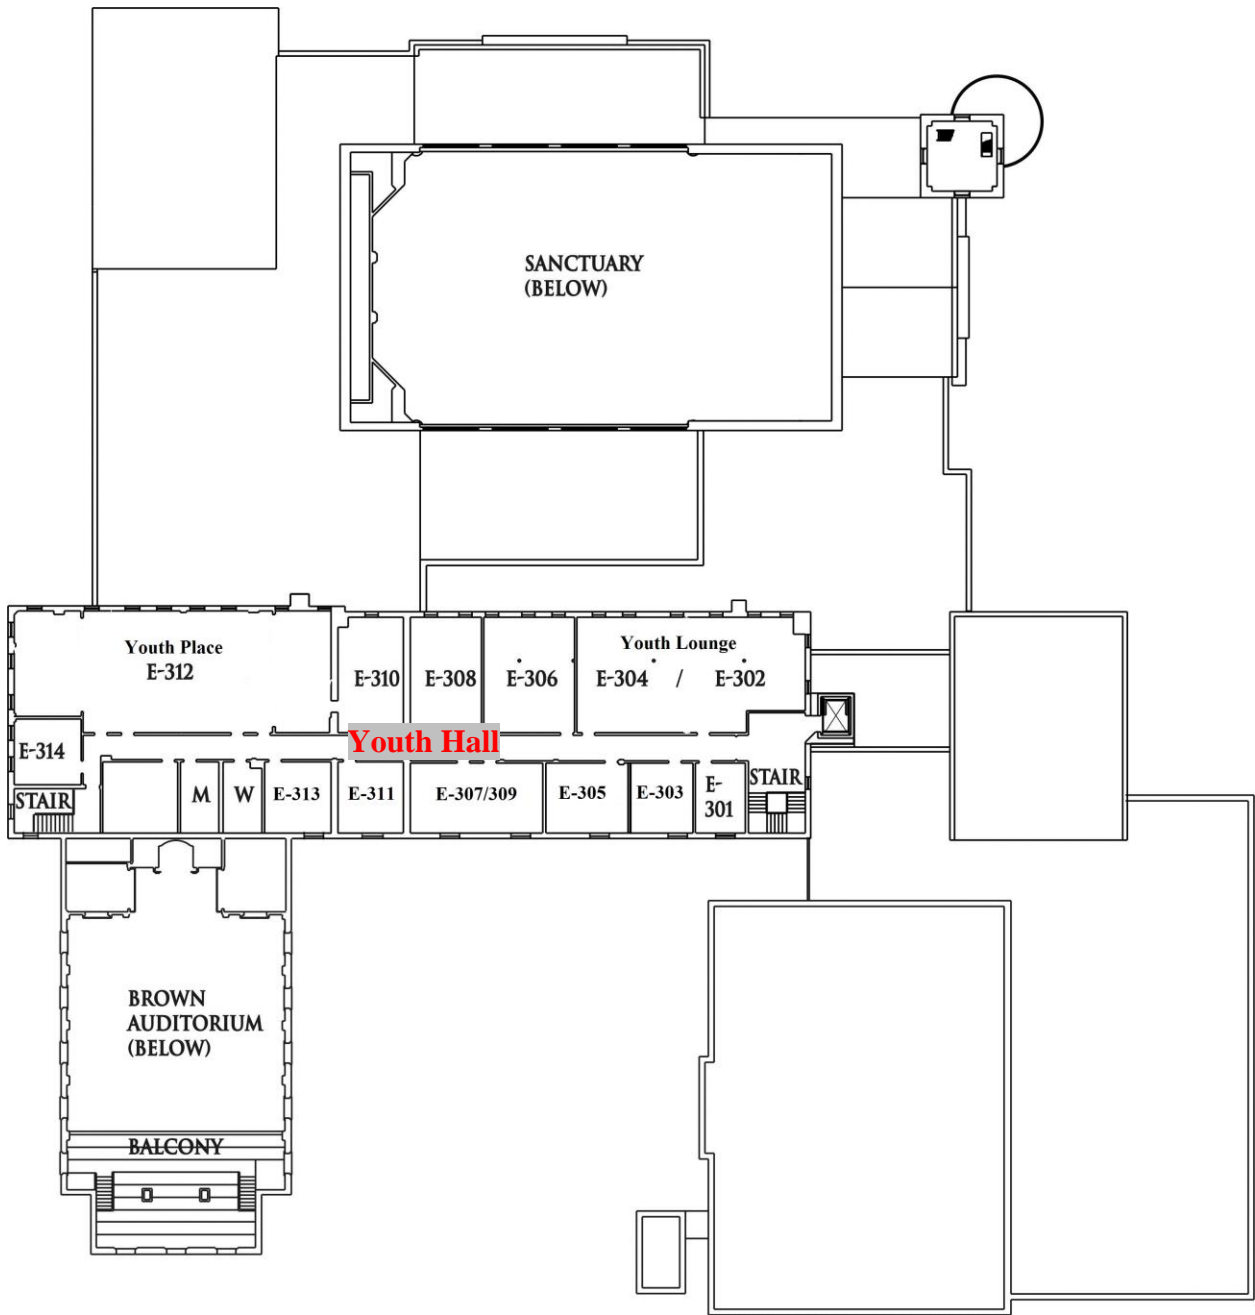 SANCTUARY
(BELOW)
Youth Place
E-312
Youth Lounge
E-310
E-308
E-306
E-304 / E-302
Youth Hall
E-314
STAIR
M
W
E-313
E-311
E-307/309
E-305
E-303
E-
301
STAIR
BROWN
AUDITORIUM
(BELOW)
BALCONY